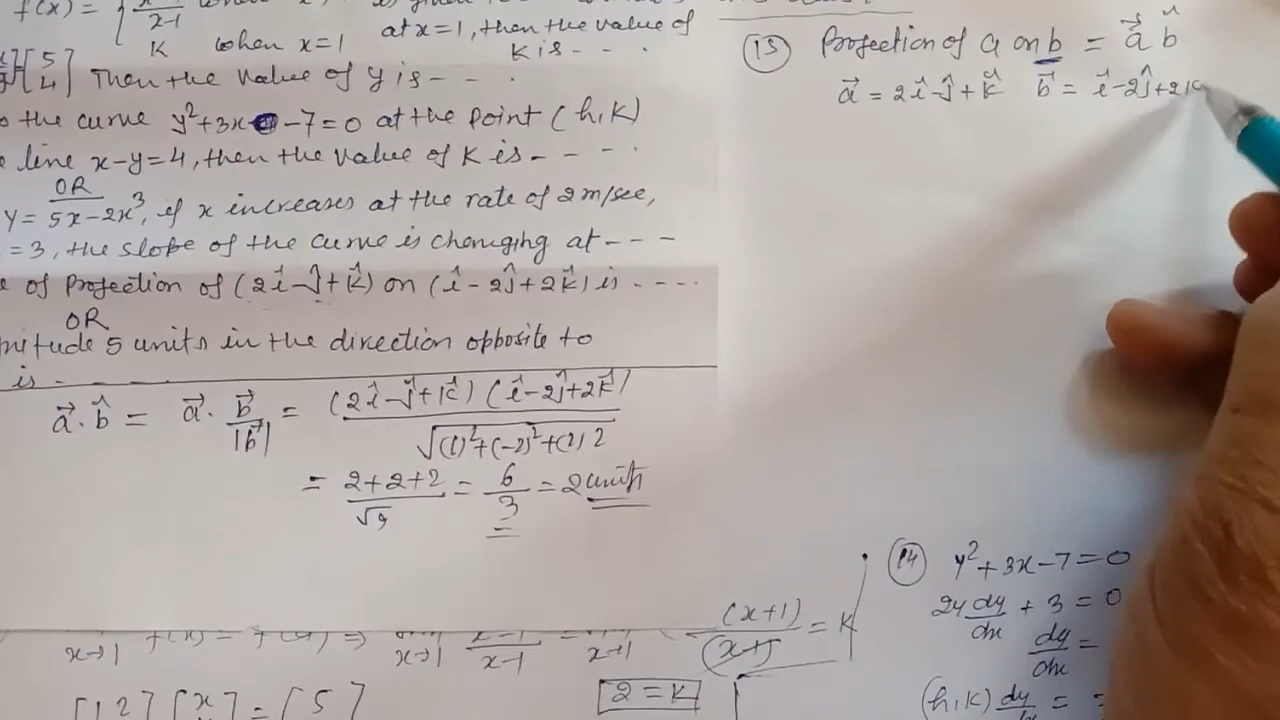 f(x) =
x-1
K when x=1 at x=1, then the value of
K is - - .
[5 4] Then the value of y is - - .
the curve y²+3x -7=0 at the point (h,k)
line x-y=4, then the value of K is - - - .
OR
y= 5x-2x³, if x increases at the rate of 2m/sec,
=3, the slope of the curve is changing at - - -
of Projection of (2î-ĵ+k̂) on (î-2ĵ+2k̂) is - - - .
OR
5 units in the direction opposite to
is - - -
a⃗.b̂ = a⃗. b⃗/|b⃗| = (2î-ĵ+k̂) (î-2ĵ+2k̂) / √(1)²+(-2)²+(2)2
= 2+2+2/√9 = 6/3 = 2 units
(15) Projection of a on b = a⃗ b̂
a⃗ = 2î-ĵ+k̂ b⃗ = î-2ĵ+2k
(14) y²+3x-7=0
2y dy/dx + 3 = 0
dy/dx =
(h,k) dy/dx =
(x+1) = K
2 = K
[1 2] [x = [5